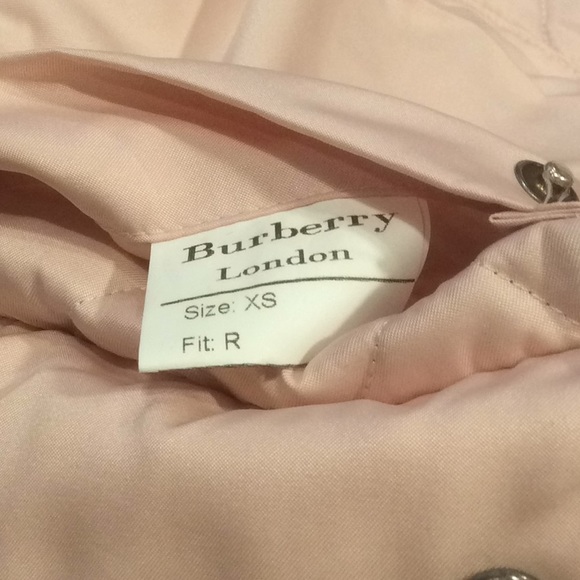 Burberry
London
Size: XS
Fit: R